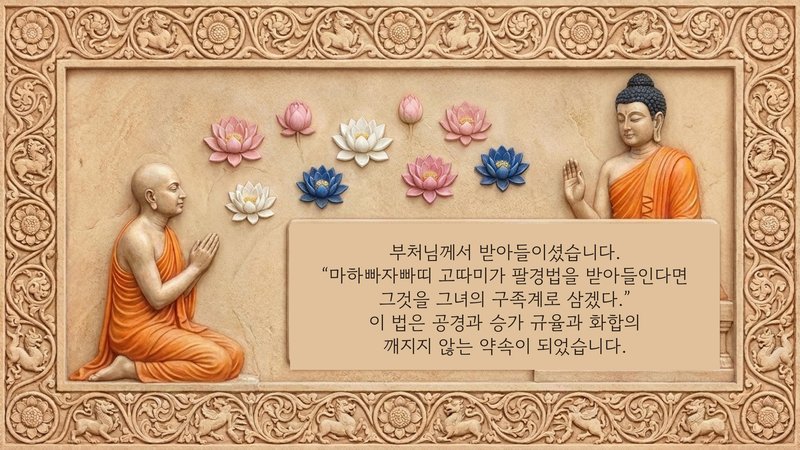 부처님께서 받아들이셨습니다.
“마하빠자빠띠 고따미가 팔경법을 받아들인다면
그것을 그녀의 구족계로 삼겠다.”
이 법은 공경과 승가 규율과 화합의
깨지지 않는 약속이 되었습니다.